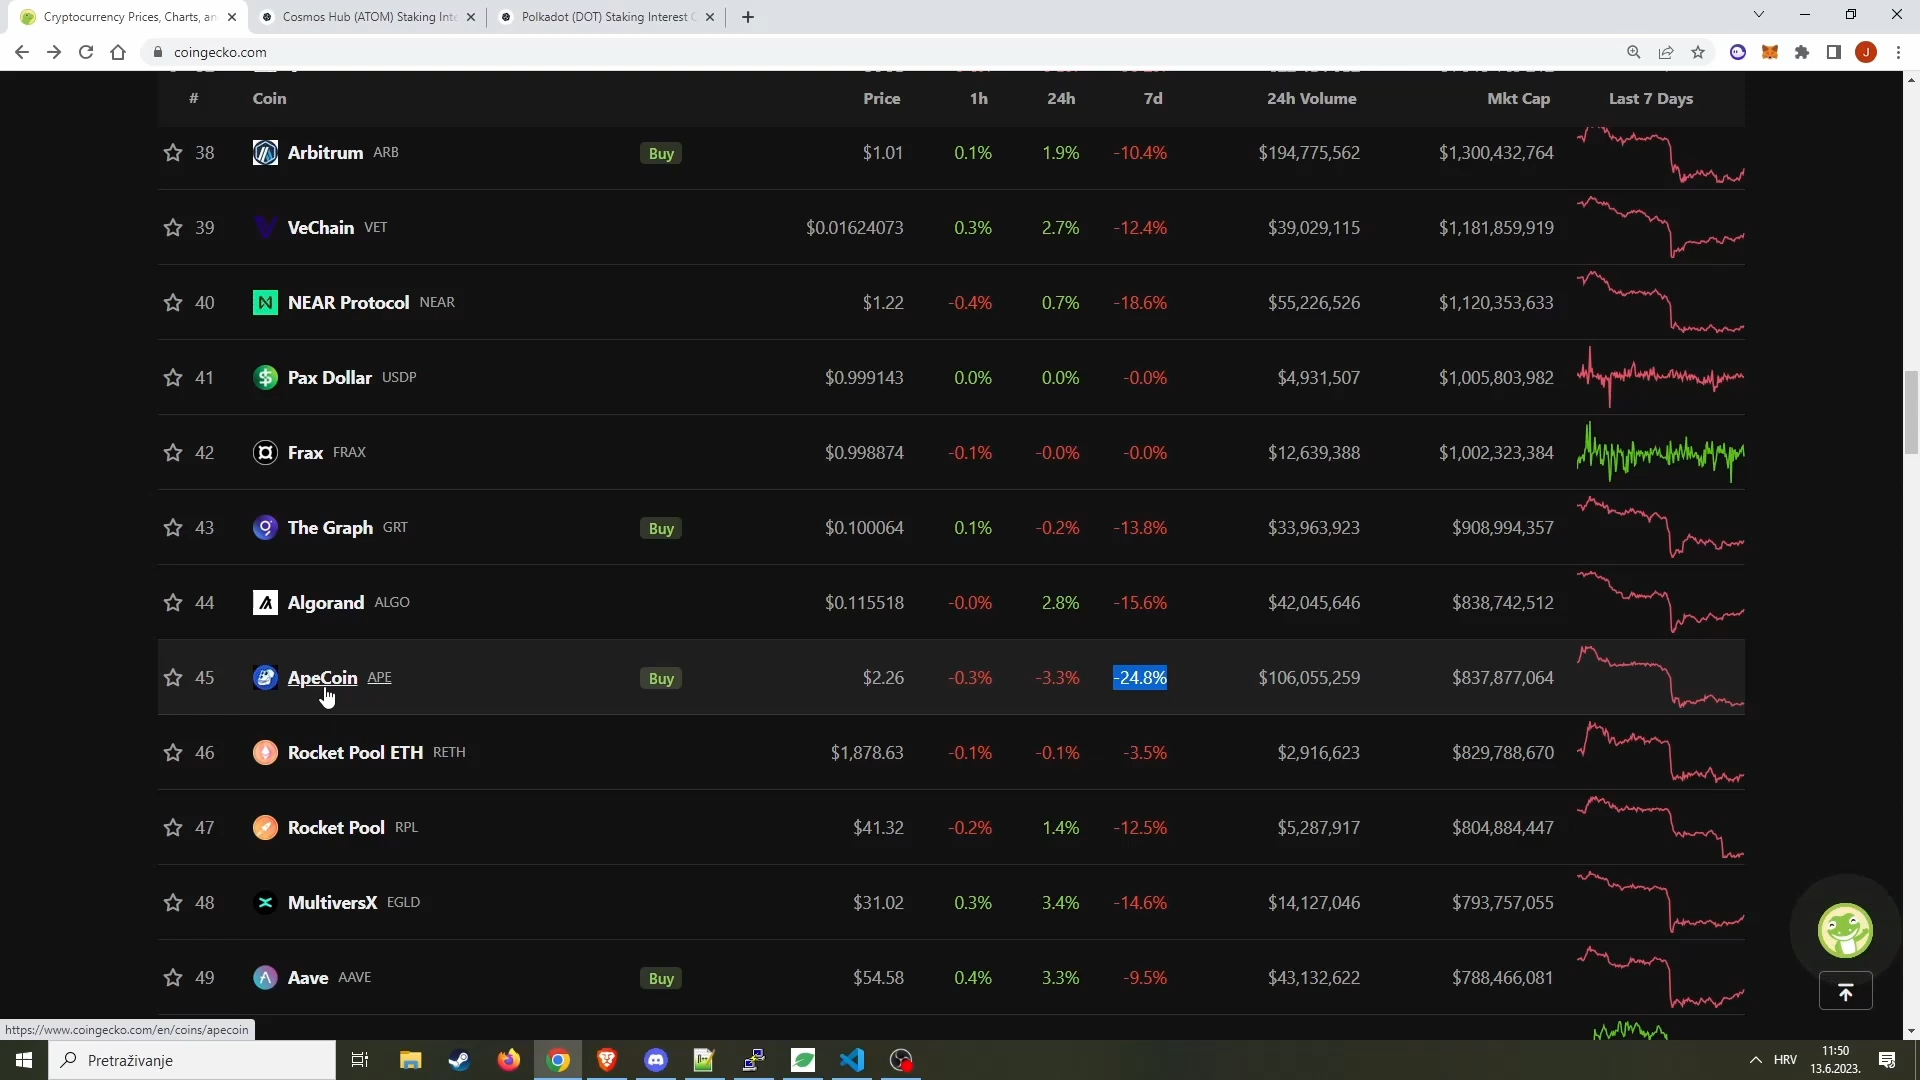 Cryptocurrency Prices, Charts, an
Cosmos Hub (ATOM) Staking Inte
Polkadot (DOT) Staking Interest C
coingecko.com
# Coin Price 1h 24h 7d 24h Volume Mkt Cap Last 7 Days
38 Arbitrum ARB Buy $1.01 0.1% 1.9% -10.4% $194,775,562 $1,300,432,764
39 VeChain VET $0.01624073 0.3% 2.7% -12.4% $39,029,115 $1,181,859,919
40 NEAR Protocol NEAR $1.22 -0.4% 0.7% -18.6% $55,226,526 $1,120,353,633
41 Pax Dollar USDP $0.999143 0.0% 0.0% -0.0% $4,931,507 $1,005,803,982
42 Frax FRAX $0.998874 -0.1% -0.0% -0.0% $12,639,388 $1,002,323,384
43 The Graph GRT Buy $0.100064 0.1% -0.2% -13.8% $33,963,923 $908,994,357
44 Algorand ALGO $0.115518 -0.0% 2.8% -15.6% $42,045,646 $838,742,512
45 ApeCoin APE Buy $2.26 -0.3% -3.3% -24.8% $106,055,259 $837,877,064
46 Rocket Pool ETH RETH $1,878.63 -0.1% -0.1% -3.5% $2,916,623 $829,788,670
47 Rocket Pool RPL $41.32 -0.2% 1.4% -12.5% $5,287,917 $804,884,447
48 MultiversX EGLD $31.02 0.3% 3.4% -14.6% $14,127,046 $793,757,055
49 Aave AAVE Buy $54.58 0.4% 3.3% -9.5% $43,132,622 $788,466,081
https://www.coingecko.com/en/coins/apecoin
Pretraživanje
HRV
11:50
13.6.2023.